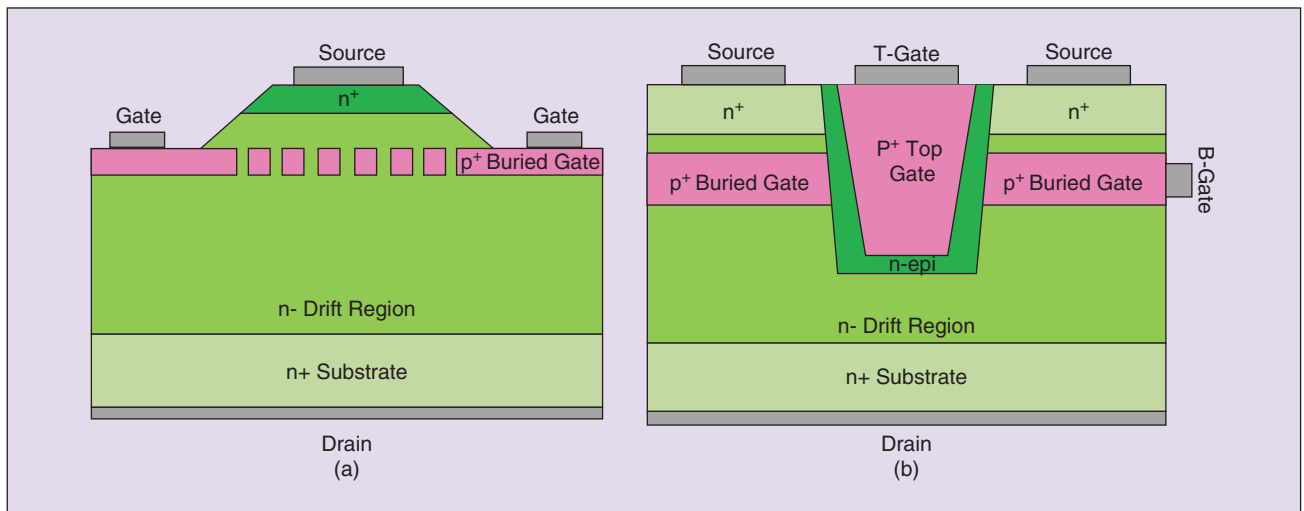 Source
n+
Gate
Gate
p+ Buried Gate
n- Drift Region
n+ Substrate
Drain
(a)
Source
T-Gate
Source
n+
n+
P+ Top
Gate
p+ Buried Gate
p+ Buried Gate
B-Gate
n-epi
n- Drift Region
n+ Substrate
Drain
(b)